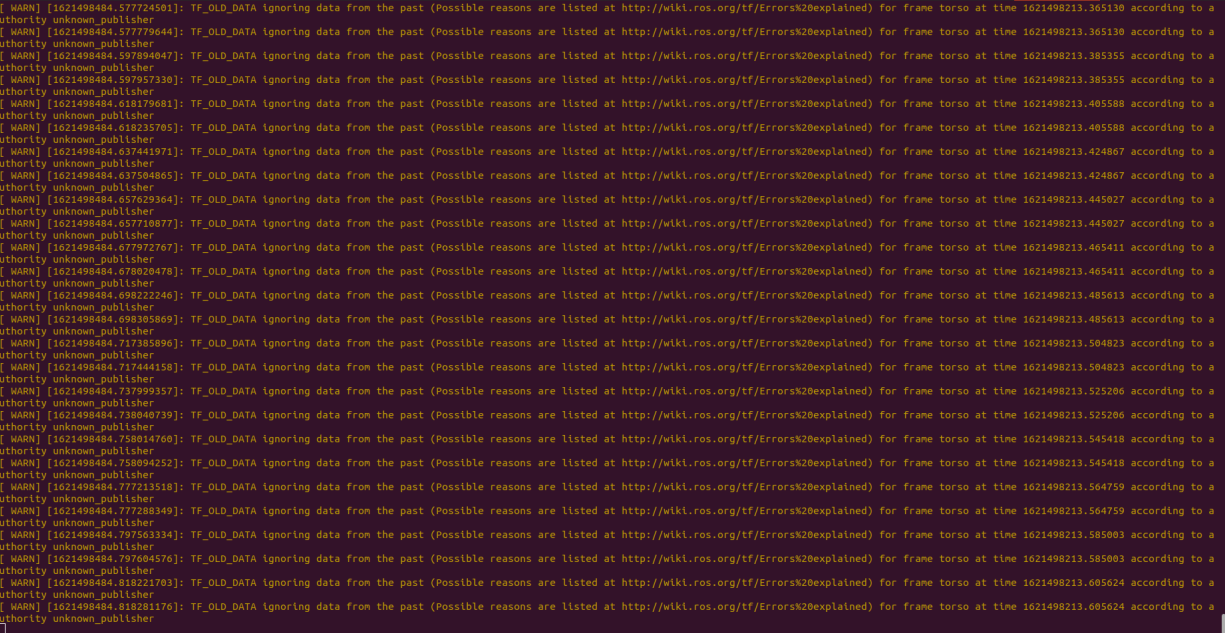 [ WARN] [1621498484.577724501]: TF_OLD_DATA ignoring data from the past (Possible reasons are listed at http://wiki.ros.org/tf/Errors%20explained) for frame torso at time 1621498213.365130 according to a
uthority unknown_publisher
[ WARN] [1621498484.577779644]: TF_OLD_DATA ignoring data from the past (Possible reasons are listed at http://wiki.ros.org/tf/Errors%20explained) for frame torso at time 1621498213.365130 according to a
uthority unknown_publisher
[ WARN] [1621498484.597894047]: TF_OLD_DATA ignoring data from the past (Possible reasons are listed at http://wiki.ros.org/tf/Errors%20explained) for frame torso at time 1621498213.385355 according to a
uthority unknown_publisher
[ WARN] [1621498484.597957330]: TF_OLD_DATA ignoring data from the past (Possible reasons are listed at http://wiki.ros.org/tf/Errors%20explained) for frame torso at time 1621498213.385355 according to a
uthority unknown_publisher
[ WARN] [1621498484.618179681]: TF_OLD_DATA ignoring data from the past (Possible reasons are listed at http://wiki.ros.org/tf/Errors%20explained) for frame torso at time 1621498213.405588 according to a
uthority unknown_publisher
[ WARN] [1621498484.618235705]: TF_OLD_DATA ignoring data from the past (Possible reasons are listed at http://wiki.ros.org/tf/Errors%20explained) for frame torso at time 1621498213.405588 according to a
uthority unknown_publisher
[ WARN] [1621498484.637441971]: TF_OLD_DATA ignoring data from the past (Possible reasons are listed at http://wiki.ros.org/tf/Errors%20explained) for frame torso at time 1621498213.424867 according to a
uthority unknown_publisher
[ WARN] [1621498484.637504865]: TF_OLD_DATA ignoring data from the past (Possible reasons are listed at http://wiki.ros.org/tf/Errors%20explained) for frame torso at time 1621498213.424867 according to a
uthority unknown_publisher
[ WARN] [1621498484.657629364]: TF_OLD_DATA ignoring data from the past (Possible reasons are listed at http://wiki.ros.org/tf/Errors%20explained) for frame torso at time 1621498213.445027 according to a
uthority unknown_publisher
[ WARN] [1621498484.657710877]: TF_OLD_DATA ignoring data from the past (Possible reasons are listed at http://wiki.ros.org/tf/Errors%20explained) for frame torso at time 1621498213.445027 according to a
uthority unknown_publisher
[ WARN] [1621498484.677972767]: TF_OLD_DATA ignoring data from the past (Possible reasons are listed at http://wiki.ros.org/tf/Errors%20explained) for frame torso at time 1621498213.465411 according to a
uthority unknown_publisher
[ WARN] [1621498484.678020478]: TF_OLD_DATA ignoring data from the past (Possible reasons are listed at http://wiki.ros.org/tf/Errors%20explained) for frame torso at time 1621498213.465411 according to a
uthority unknown_publisher
[ WARN] [1621498484.698222246]: TF_OLD_DATA ignoring data from the past (Possible reasons are listed at http://wiki.ros.org/tf/Errors%20explained) for frame torso at time 1621498213.485613 according to a
uthority unknown_publisher
[ WARN] [1621498484.698305869]: TF_OLD_DATA ignoring data from the past (Possible reasons are listed at http://wiki.ros.org/tf/Errors%20explained) for frame torso at time 1621498213.485613 according to a
uthority unknown_publisher
[ WARN] [1621498484.717385896]: TF_OLD_DATA ignoring data from the past (Possible reasons are listed at http://wiki.ros.org/tf/Errors%20explained) for frame torso at time 1621498213.504823 according to a
uthority unknown_publisher
[ WARN] [1621498484.717444158]: TF_OLD_DATA ignoring data from the past (Possible reasons are listed at http://wiki.ros.org/tf/Errors%20explained) for frame torso at time 1621498213.504823 according to a
uthority unknown_publisher
[ WARN] [1621498484.737999357]: TF_OLD_DATA ignoring data from the past (Possible reasons are listed at http://wiki.ros.org/tf/Errors%20explained) for frame torso at time 1621498213.525206 according to a
uthority unknown_publisher
[ WARN] [1621498484.738040739]: TF_OLD_DATA ignoring data from the past (Possible reasons are listed at http://wiki.ros.org/tf/Errors%20explained) for frame torso at time 1621498213.525206 according to a
uthority unknown_publisher
[ WARN] [1621498484.758014760]: TF_OLD_DATA ignoring data from the past (Possible reasons are listed at http://wiki.ros.org/tf/Errors%20explained) for frame torso at time 1621498213.545418 according to a
uthority unknown_publisher
[ WARN] [1621498484.758094252]: TF_OLD_DATA ignoring data from the past (Possible reasons are listed at http://wiki.ros.org/tf/Errors%20explained) for frame torso at time 1621498213.545418 according to a
uthority unknown_publisher
[ WARN] [1621498484.777213518]: TF_OLD_DATA ignoring data from the past (Possible reasons are listed at http://wiki.ros.org/tf/Errors%20explained) for frame torso at time 1621498213.564759 according to a
uthority unknown_publisher
[ WARN] [1621498484.777288349]: TF_OLD_DATA ignoring data from the past (Possible reasons are listed at http://wiki.ros.org/tf/Errors%20explained) for frame torso at time 1621498213.564759 according to a
uthority unknown_publisher
[ WARN] [1621498484.797563334]: TF_OLD_DATA ignoring data from the past (Possible reasons are listed at http://wiki.ros.org/tf/Errors%20explained) for frame torso at time 1621498213.585003 according to a
uthority unknown_publisher
[ WARN] [1621498484.797604576]: TF_OLD_DATA ignoring data from the past (Possible reasons are listed at http://wiki.ros.org/tf/Errors%20explained) for frame torso at time 1621498213.585003 according to a
uthority unknown_publisher
[ WARN] [1621498484.818221703]: TF_OLD_DATA ignoring data from the past (Possible reasons are listed at http://wiki.ros.org/tf/Errors%20explained) for frame torso at time 1621498213.605624 according to a
uthority unknown_publisher
[ WARN] [1621498484.818281176]: TF_OLD_DATA ignoring data from the past (Possible reasons are listed at http://wiki.ros.org/tf/Errors%20explained) for frame torso at time 1621498213.605624 according to a
uthority unknown_publisher